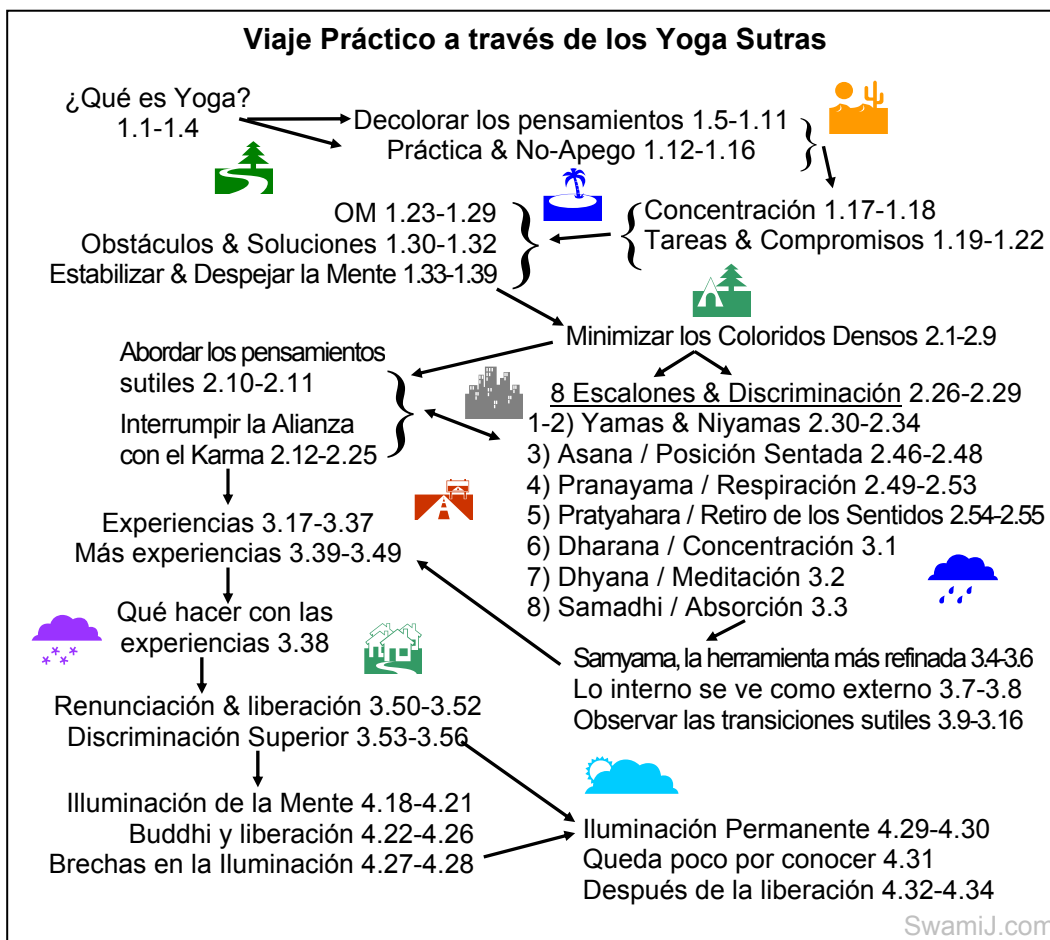 Viaje Práctico a través de los Yoga Sutras
¿Qué es Yoga?
1.1-1.4
Decolorar los pensamientos 1.5-1.11
Práctica & No-Apego 1.12-1.16
Concentración 1.17-1.18
Tareas & Compromisos 1.19-1.22
OM 1.23-1.29
Obstáculos & Soluciones 1.30-1.32
Estabilizar & Despejar la Mente 1.33-1.39
Minimizar los Coloridos Densos 2.1-2.9
Abordar los pensamientos
sutiles 2.10-2.11
Interrumpir la Alianza
con el Karma 2.12-2.25
8 Escalones & Discriminación 2.26-2.29
1-2) Yamas & Niyamas 2.30-2.34
3) Asana / Posición Sentada 2.46-2.48
4) Pranayama / Respiración 2.49-2.53
5) Pratyahara / Retiro de los Sentidos 2.54-2.55
6) Dharana / Concentración 3.1
7) Dhyana / Meditación 3.2
8) Samadhi / Absorción 3.3
Samyama, la herramienta más refinada 3.4-3.6
Lo interno se ve como externo 3.7-3.8
Observar las transiciones sutiles 3.9-3.16
Experiencias 3.17-3.37
Más experiencias 3.39-3.49
Qué hacer con las
experiencias 3.38
Renunciación & liberación 3.50-3.52
Discriminación Superior 3.53-3.56
Illuminación de la Mente 4.18-4.21
Buddhi y liberación 4.22-4.26
Brechas en la Iluminación 4.27-4.28
Iluminación Permanente 4.29-4.30
Queda poco por conocer 4.31
Después de la liberación 4.32-4.34
SwamiJ.com